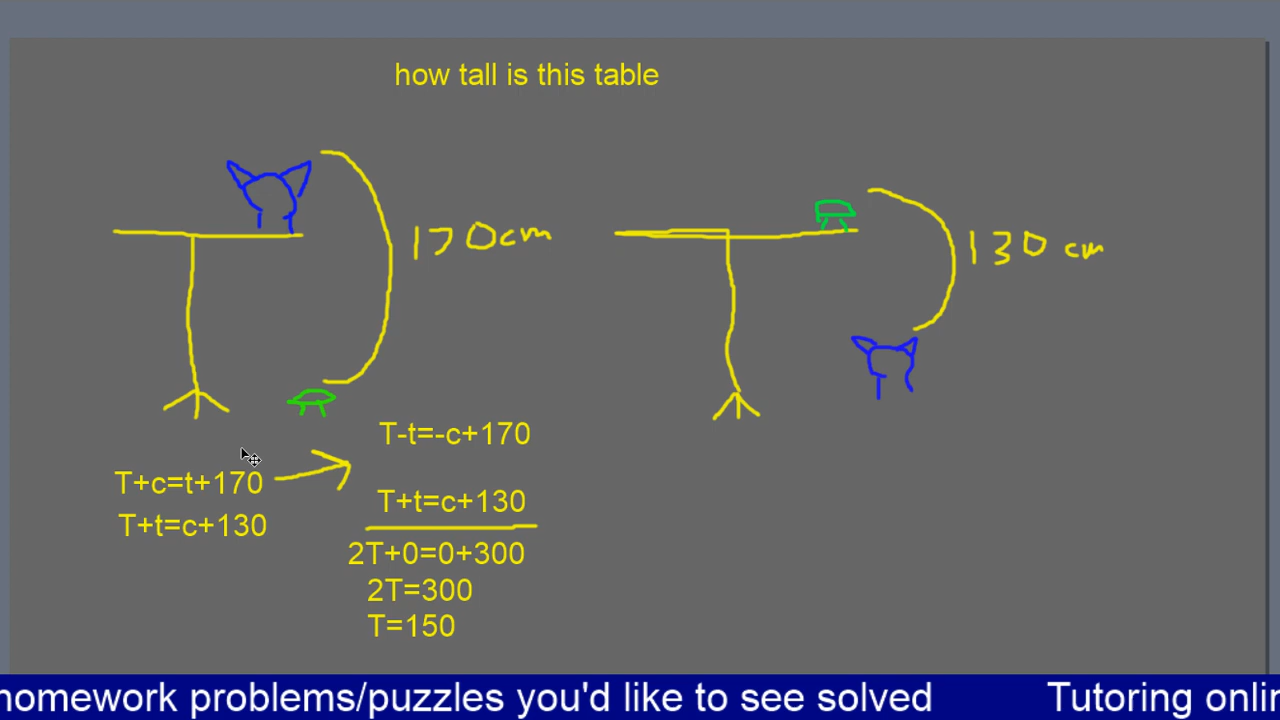 how tall is this table
170cm
130 cm
T-t=-c+170
T+c=t+170
T+t=c+130
T+t=c+130
2T+0=0+300
2T=300
T=150
homework problems/puzzles you'd like to see solved
Tutoring